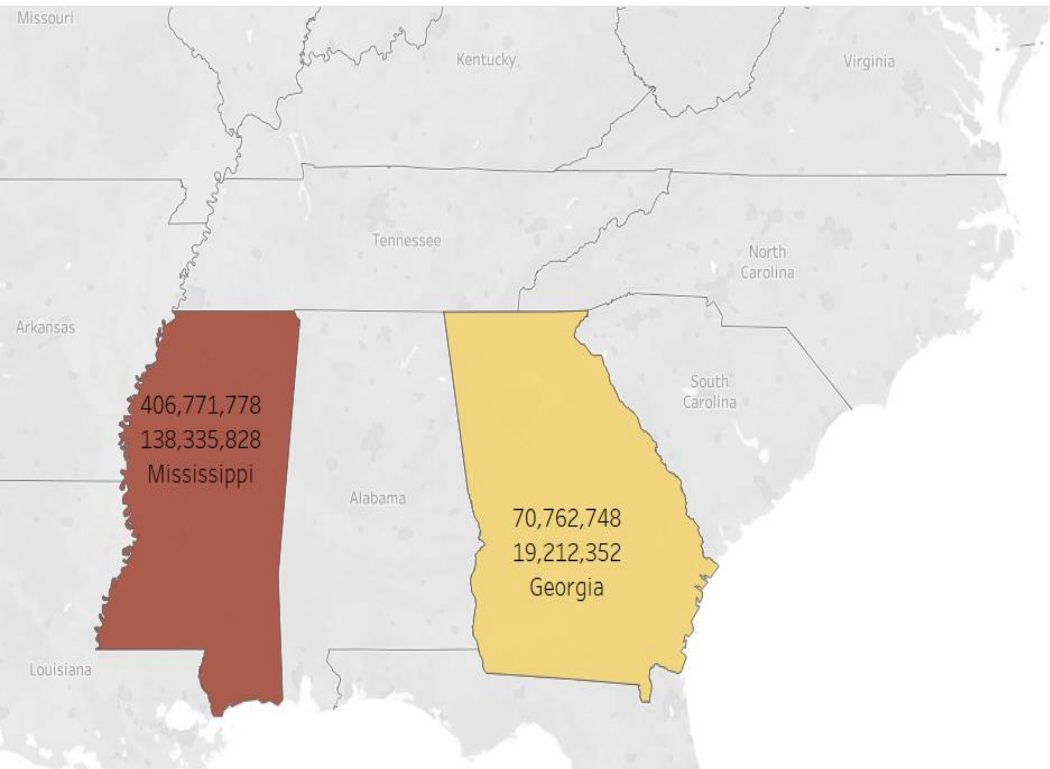 Missouri
Kentucky
Virginia
Tennessee
North
Carolina
Arkansas
South
Carolina
406,771,778
138,335,828
Mississippi
Alabama
70,762,748
19,212,352
Georgia
Louisiana